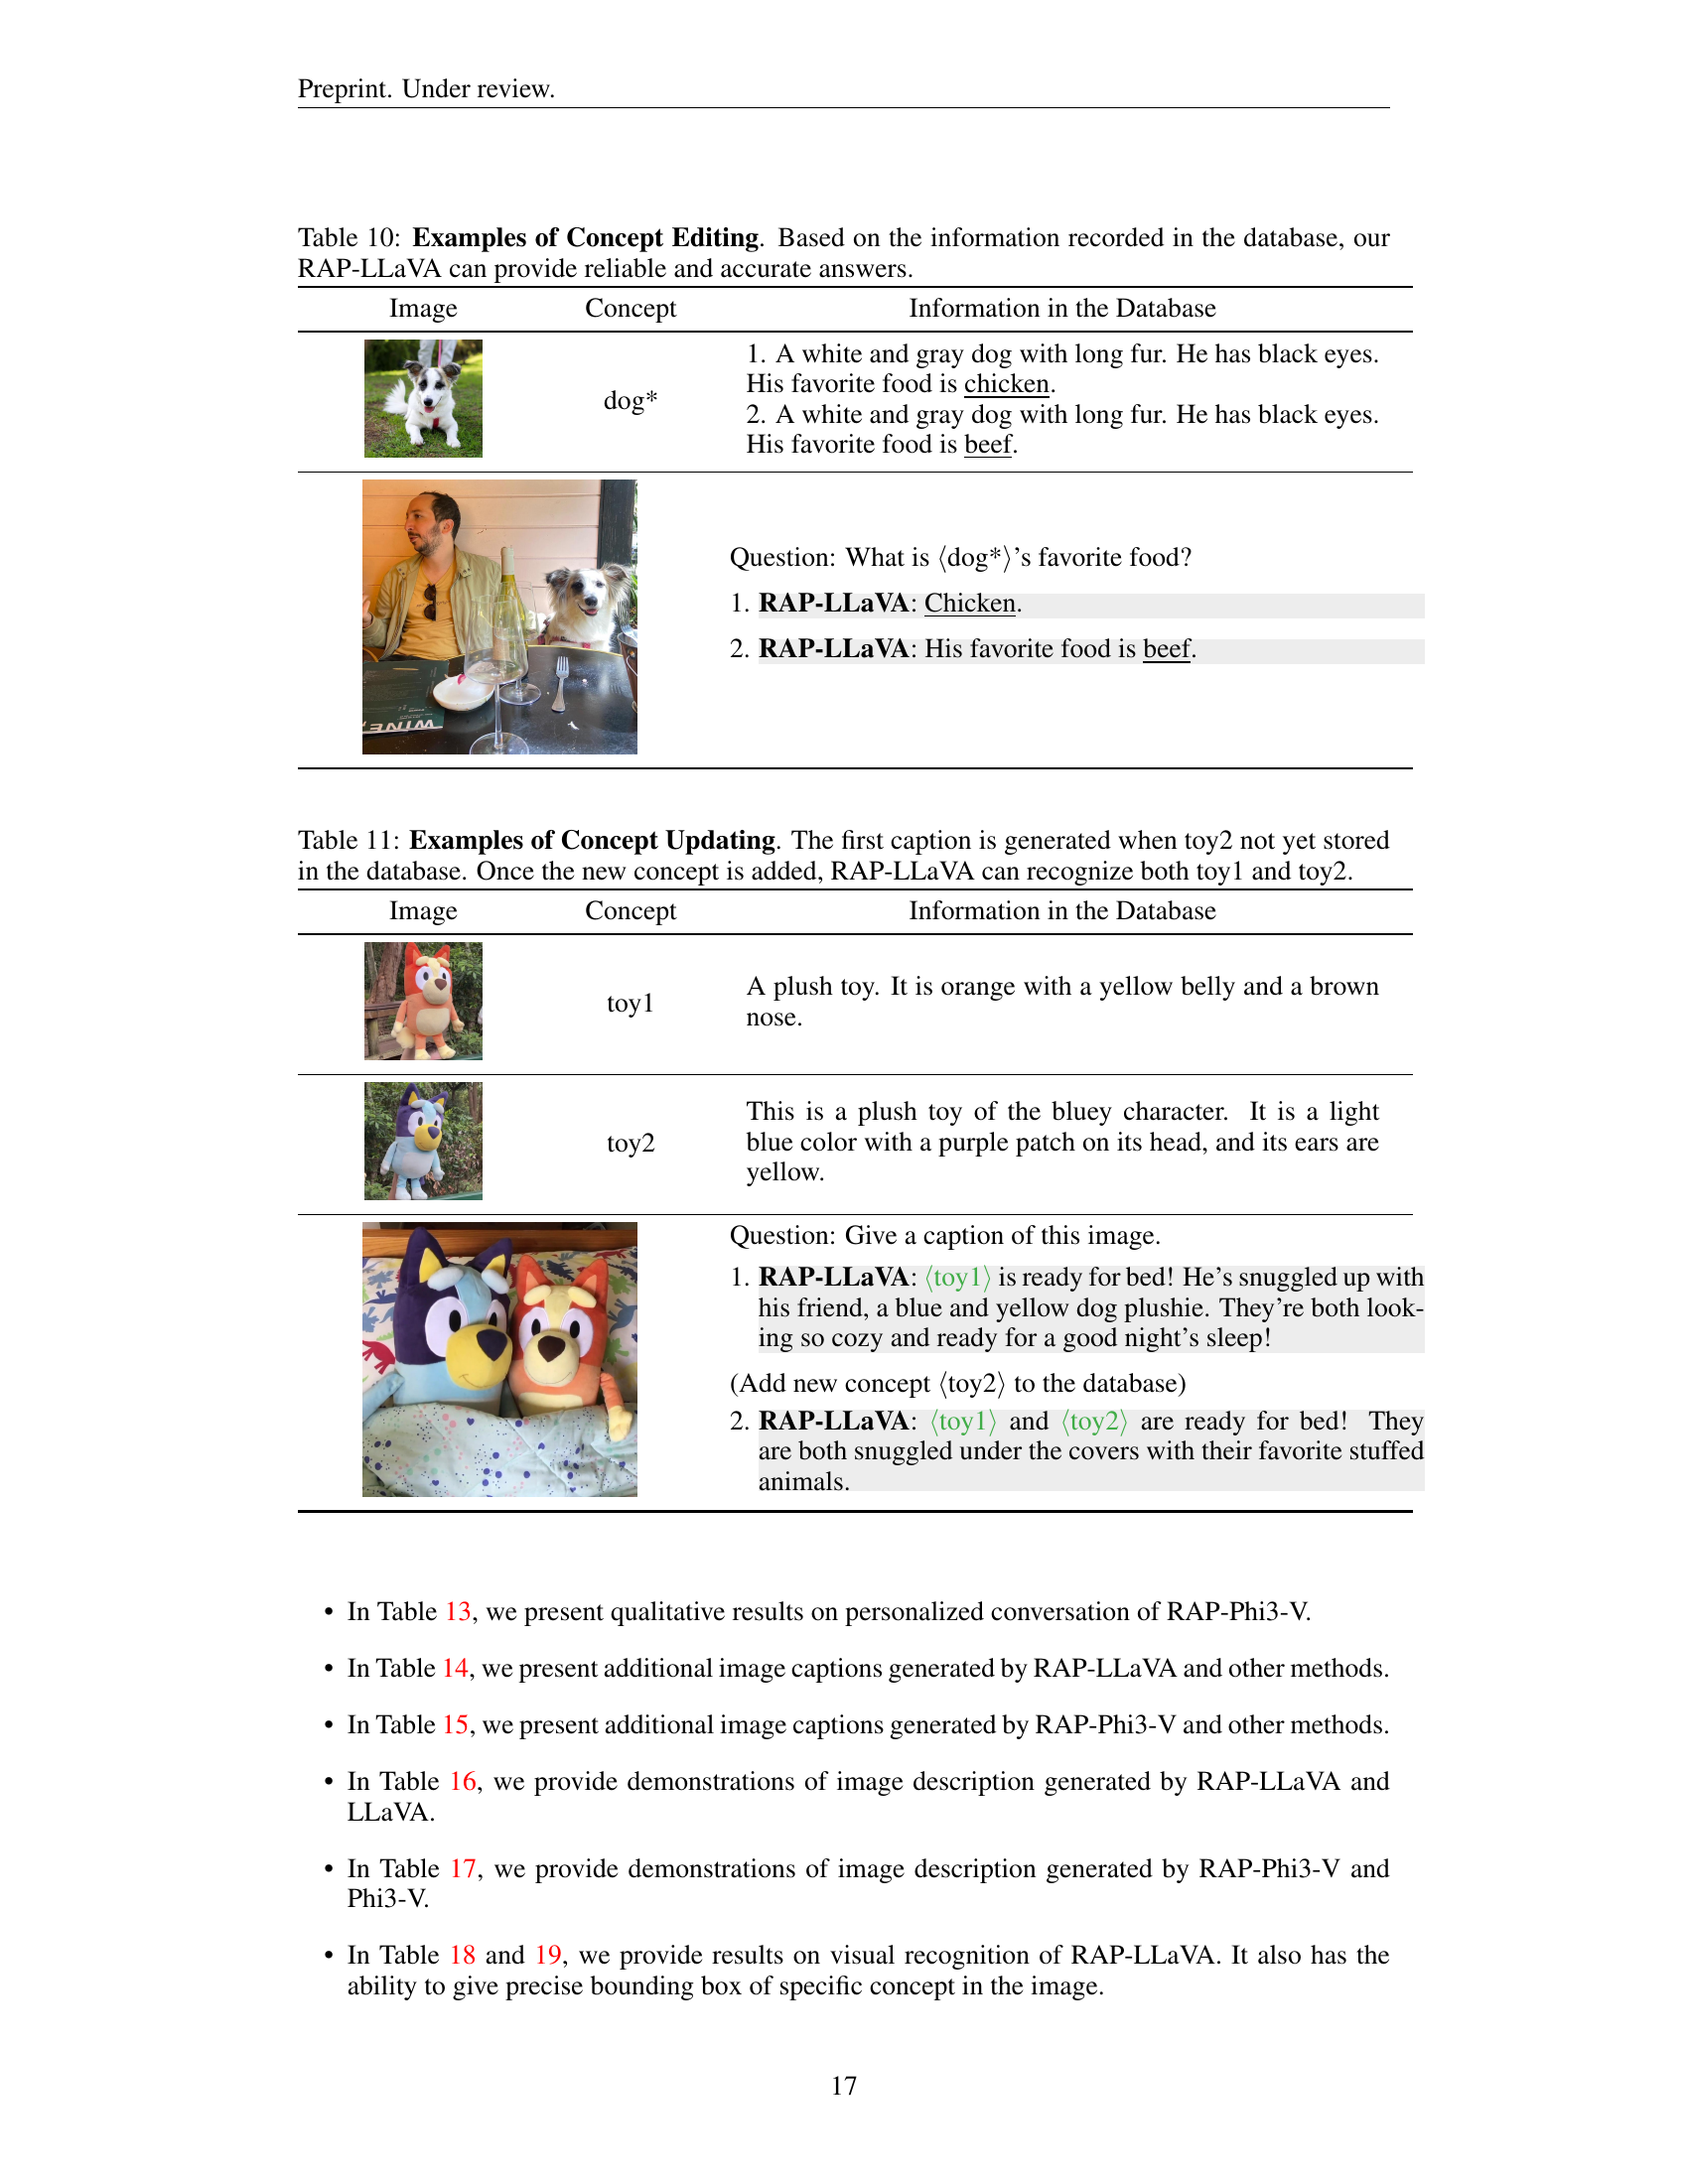 Preprint. Under review.
Table 10: Examples of Concept Editing. Based on the information recorded in the database, our
RAP-LLaVA can provide reliable and accurate answers.
Image Concept Information in the Database
dog*
1. A white and gray dog with long fur. He has black eyes.
His favorite food is chicken.
2. A white and gray dog with long fur. He has black eyes.
His favorite food is beef.
WINE
Question: What is ⟨dog*⟩'s favorite food?
1. RAP-LLaVA: Chicken.
2. RAP-LLaVA: His favorite food is beef.
Table 11: Examples of Concept Updating. The first caption is generated when toy2 not yet stored
in the database. Once the new concept is added, RAP-LLaVA can recognize both toy1 and toy2.
Image Concept Information in the Database
toy1
A plush toy. It is orange with a yellow belly and a brown
nose.
toy2
This is a plush toy of the bluey character. It is a light
blue color with a purple patch on its head, and its ears are
yellow.
Question: Give a caption of this image.
1. RAP-LLaVA: ⟨toy1⟩ is ready for bed! He's snuggled up with
his friend, a blue and yellow dog plushie. They're both look-
ing so cozy and ready for a good night's sleep!
(Add new concept ⟨toy2⟩ to the database)
2. RAP-LLaVA: ⟨toy1⟩ and ⟨toy2⟩ are ready for bed! They
are both snuggled under the covers with their favorite stuffed
animals.
• In Table 13, we present qualitative results on personalized conversation of RAP-Phi3-V.
• In Table 14, we present additional image captions generated by RAP-LLaVA and other methods.
• In Table 15, we present additional image captions generated by RAP-Phi3-V and other methods.
• In Table 16, we provide demonstrations of image description generated by RAP-LLaVA and
LLaVA.
• In Table 17, we provide demonstrations of image description generated by RAP-Phi3-V and
Phi3-V.
• In Table 18 and 19, we provide results on visual recognition of RAP-LLaVA. It also has the
ability to give precise bounding box of specific concept in the image.
17